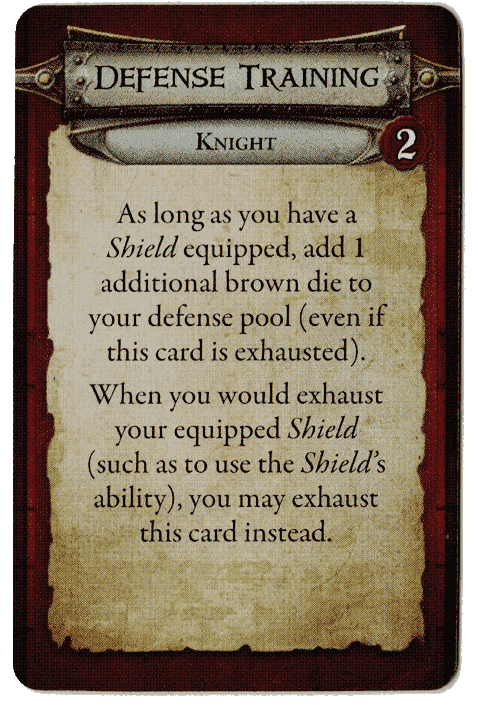 Defense Training
Knight
2
As long as you have a
Shield equipped, add 1
additional brown die to
your defense pool (even if
this card is exhausted).
When you would exhaust
your equipped Shield
(such as to use the Shield's
ability), you may exhaust
this card instead.